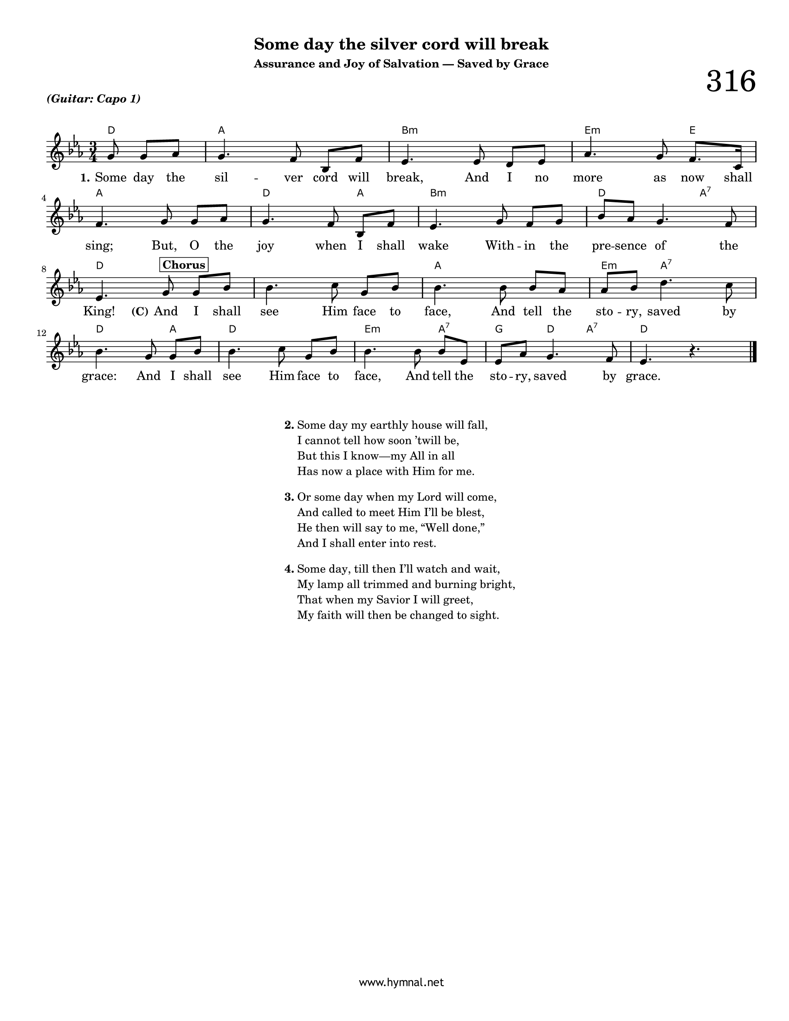 Some day the silver cord will break
Assurance and Joy of Salvation — Saved by Grace
316
(Guitar: Capo 1)
D A Bm Em E
3
4
1. Some day the sil - ver cord will break, And I no more as now shall
4
A D A Bm D A7
sing; But, O the joy when I shall wake With - in the pre-sence of the
8
D Chorus A Em A7
King! (C) And I shall see Him face to face, And tell the sto - ry, saved by
12
D A D Em A7 G D A7 D
grace: And I shall see Him face to face, And tell the sto - ry, saved by grace.
2. Some day my earthly house will fall,
I cannot tell how soon ’twill be,
But this I know—my All in all
Has now a place with Him for me.
3. Or some day when my Lord will come,
And called to meet Him I’ll be blest,
He then will say to me, “Well done,”
And I shall enter into rest.
4. Some day, till then I’ll watch and wait,
My lamp all trimmed and burning bright,
That when my Savior I will greet,
My faith will then be changed to sight.
www.hymnal.net